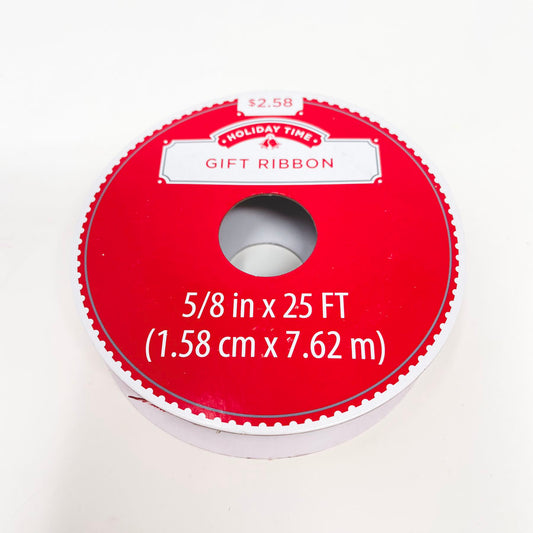 $2.58
HOLIDAY TIME
GIFT RIBBON
5/8 in x 25 FT
(1.58 cm x 7.62 m)